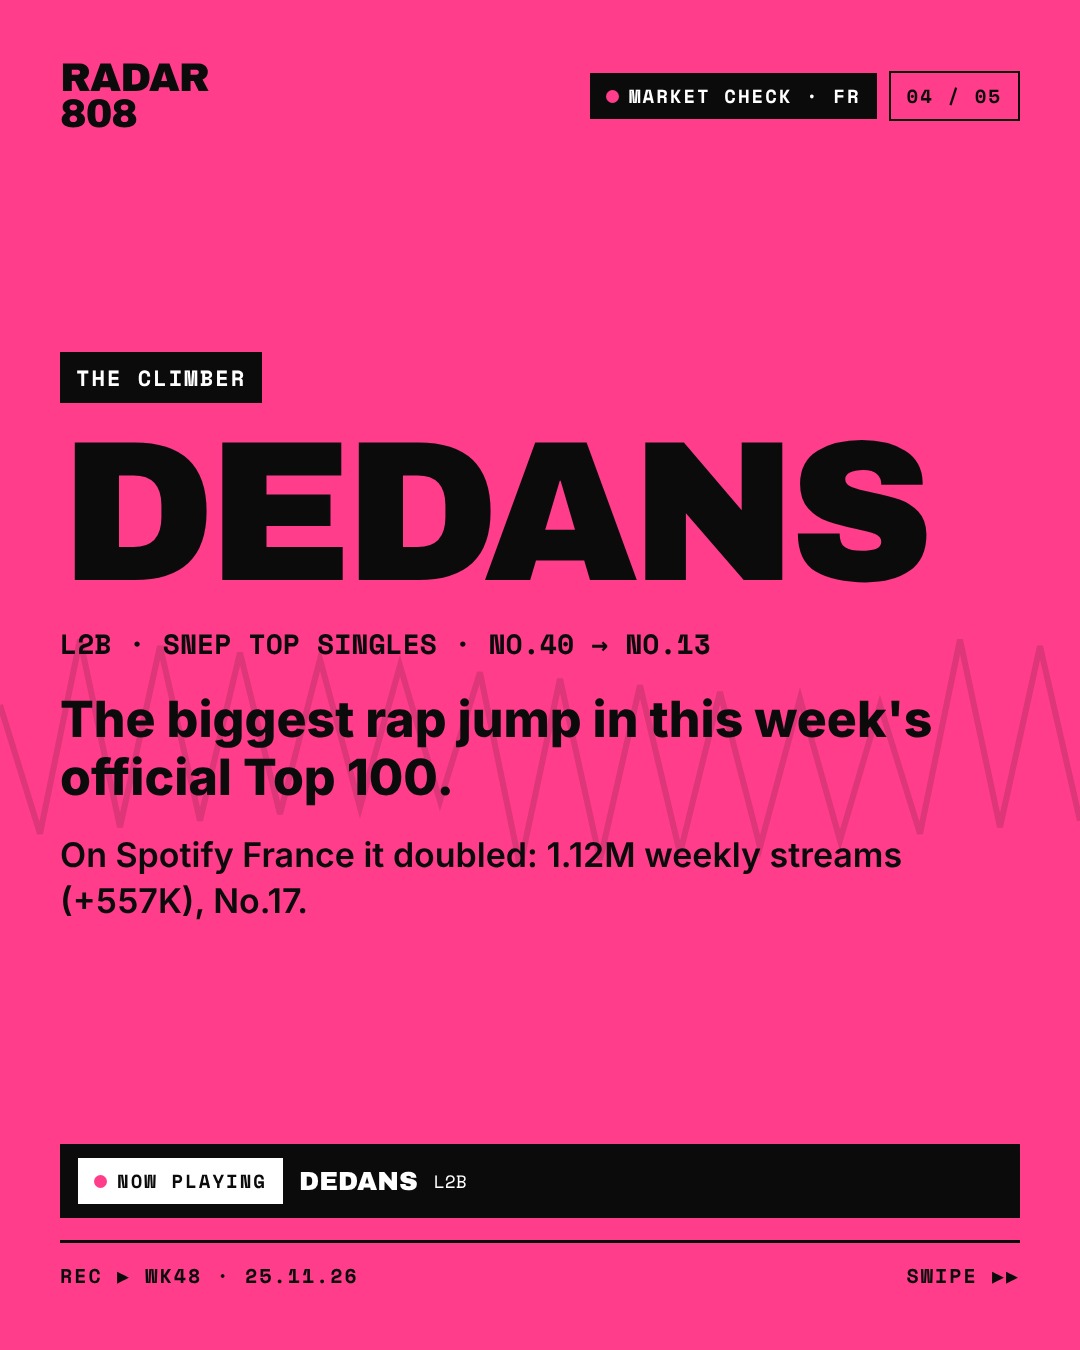 RADAR
808
MARKET CHECK · FR
04 / 05
THE CLIMBER
DEDANS
L2B · SNEP TOP SINGLES · NO.40 → NO.13
The biggest rap jump in this week's
official Top 100.
On Spotify France it doubled: 1.12M weekly streams
(+557K), No.17.
NOW PLAYING DEDANS L2B
REC ▶ WK48 · 25.11.26
SWIPE ▶▶